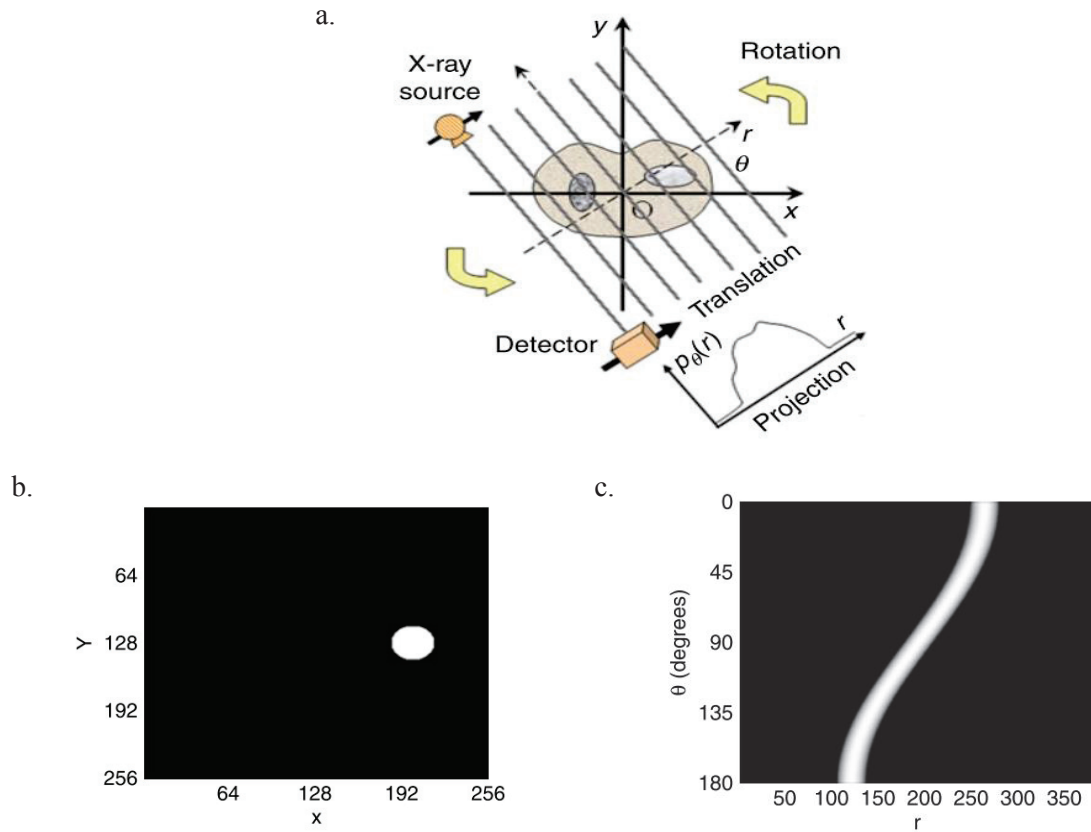 a.
y
X-ray
source
Rotation
r
θ
x
O
Translation
Detector
pθ(r)
r
Projection
b.
64
Y
128
192
256
64 128 192 256
x
c.
0
45
θ (degrees)
90
135
180
50 100 150 200 250 300 350
r